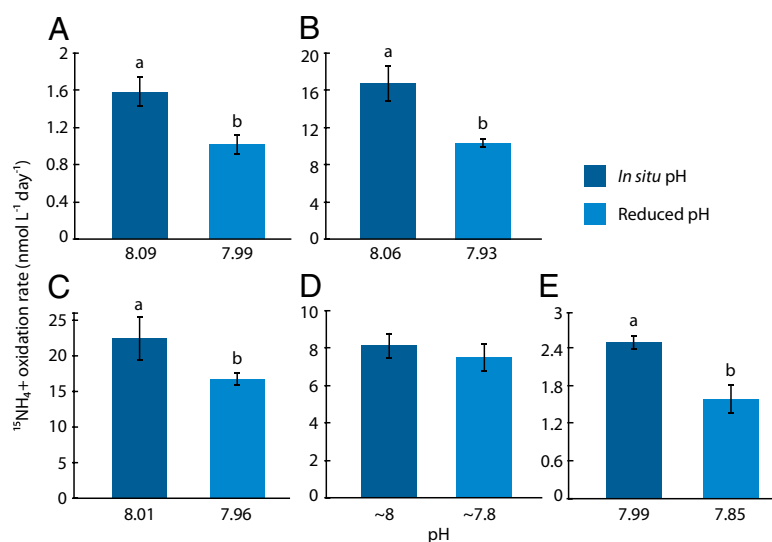 A
2
1.6
1.2
0.8
0.4
0
a
b
8.09
7.99
B
20
16
12
8
4
0
a
b
8.06
7.93
In situ pH
Reduced pH
¹⁵NH₄+ oxidation rate (nmol L⁻¹ day⁻¹)
C
25
20
15
10
5
0
a
b
8.01
7.96
D
10
8
6
4
2
0
~8
~7.8
pH
E
3
2.4
1.8
1.2
0.6
0
a
b
7.99
7.85